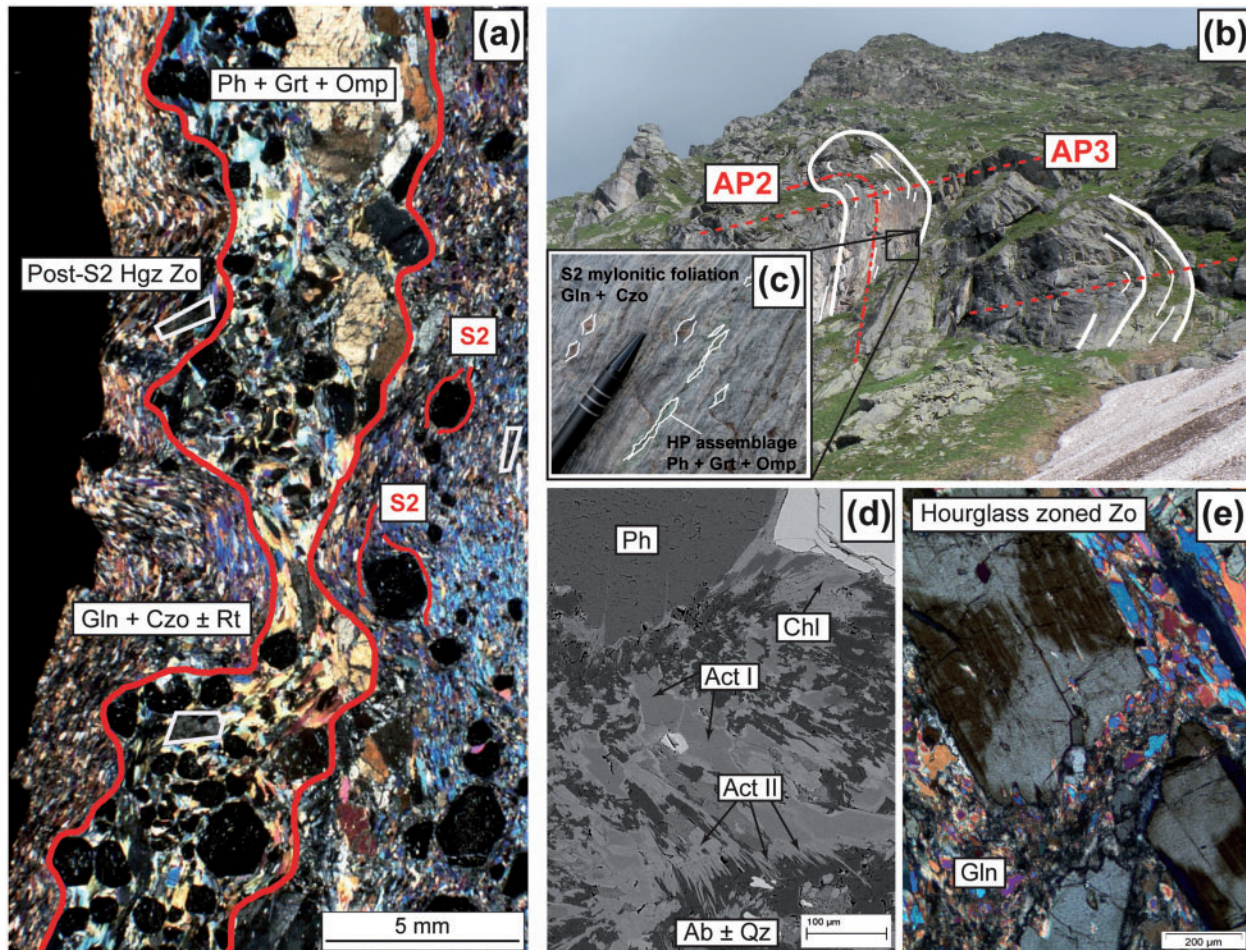 (a)
Ph + Grt + Omp
Post-S2 Hgz Zo
S2
S2
Gln + Czo ± Rt
5 mm
(b)
AP2
AP3
(c)
S2 mylonitic foliation
Gln + Czo
HP assemblage
Ph + Grt + Omp
(d)
Ph
Chl
Act I
Act II
Ab ± Qz
100 µm
(e)
Hourglass zoned Zo
Gln
200 µm